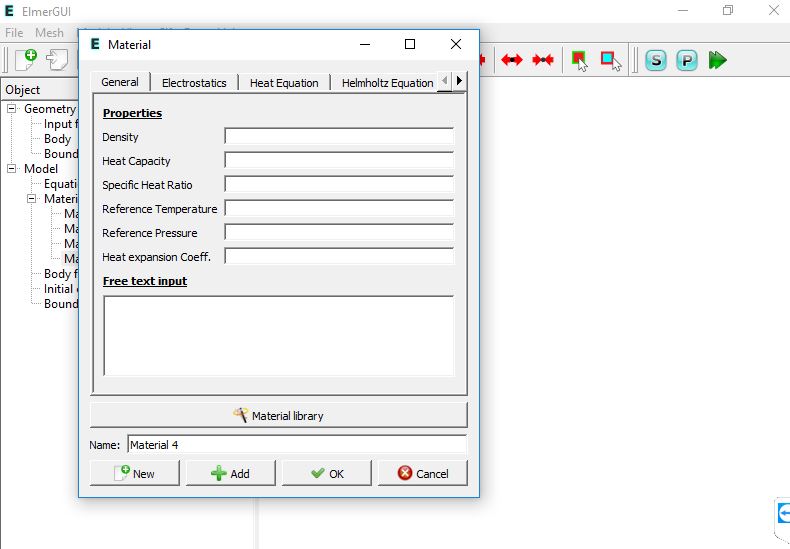 ElmerGUI
File Mesh
Material
General Electrostatics Heat Equation Helmholtz Equation
S P
Object
Geometry
Input f
Body
Bound
Model
Equati
Materi
Ma
Ma
Ma
Ma
Body f
Initial
Bound
Properties
Density
Heat Capacity
Specific Heat Ratio
Reference Temperature
Reference Pressure
Heat expansion Coeff.
Free text input
Material library
Name: Material 4
New Add OK Cancel